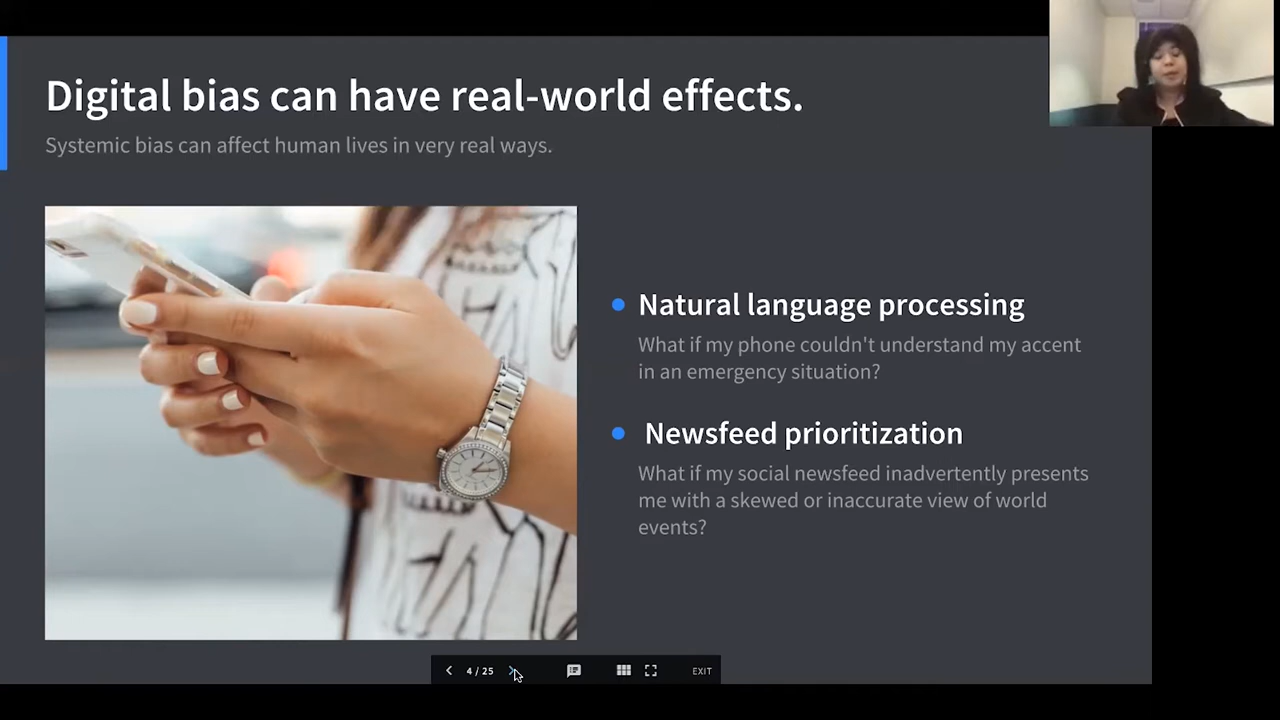 Digital bias can have real-world effects.
Systemic bias can affect human lives in very real ways.
Natural language processing
What if my phone couldn't understand my accent
in an emergency situation?
Newsfeed prioritization
What if my social newsfeed inadvertently presents
me with a skewed or inaccurate view of world
events?
4 / 25
EXIT